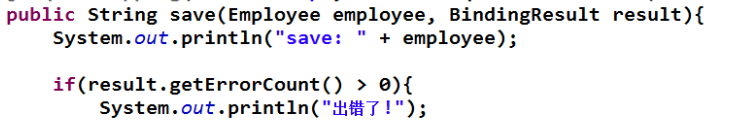 public String save(Employee employee, BindingResult result){
    System.out.println("save: " + employee);
    if(result.getErrorCount() > 0){
        System.out.println("出错了!");